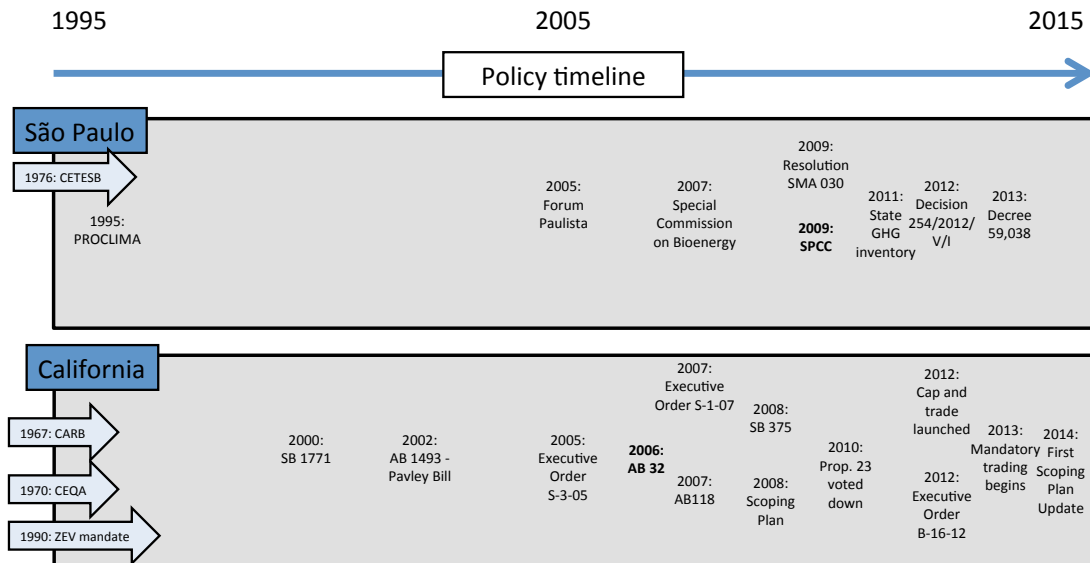 1995
2005
2015
Policy timeline
São Paulo
1976: CETESB
1995:
PROCLIMA
2005:
Forum
Paulista
2007:
Special
Commission
on Bioenergy
2009:
Resolution
SMA 030
2009:
SPCC
2011:
State
GHG
inventory
2012:
Decision
254/2012/
V/I
2013:
Decree
59,038
California
1967: CARB
1970: CEQA
1990: ZEV mandate
2000:
SB 1771
2002:
AB 1493 -
Pavley Bill
2005:
Executive
Order
S-3-05
2006:
AB 32
2007:
Executive
Order S-1-07
2007:
AB118
2008:
SB 375
2008:
Scoping
Plan
2010:
Prop. 23
voted
down
2012:
Cap and
trade
launched
2012:
Executive
Order
B-16-12
2013:
Mandatory
trading
begins
2014:
First
Scoping
Plan
Update